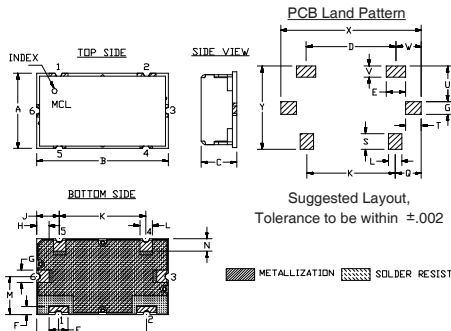 PCB Land Pattern
TOP SIDE
SIDE VIEW
INDEX
1
2
MCL
6
3
5
4
A
B
C
X
D
W
V
E
U
G
T
Y
S
L
K
Q
Suggested Layout,
Tolerance to be within ±.002
BOTTOM SIDE
J
K
H
L
5
4
N
G
6
3
M
F
1
2
E
METALLIZATION
SOLDER RESIST